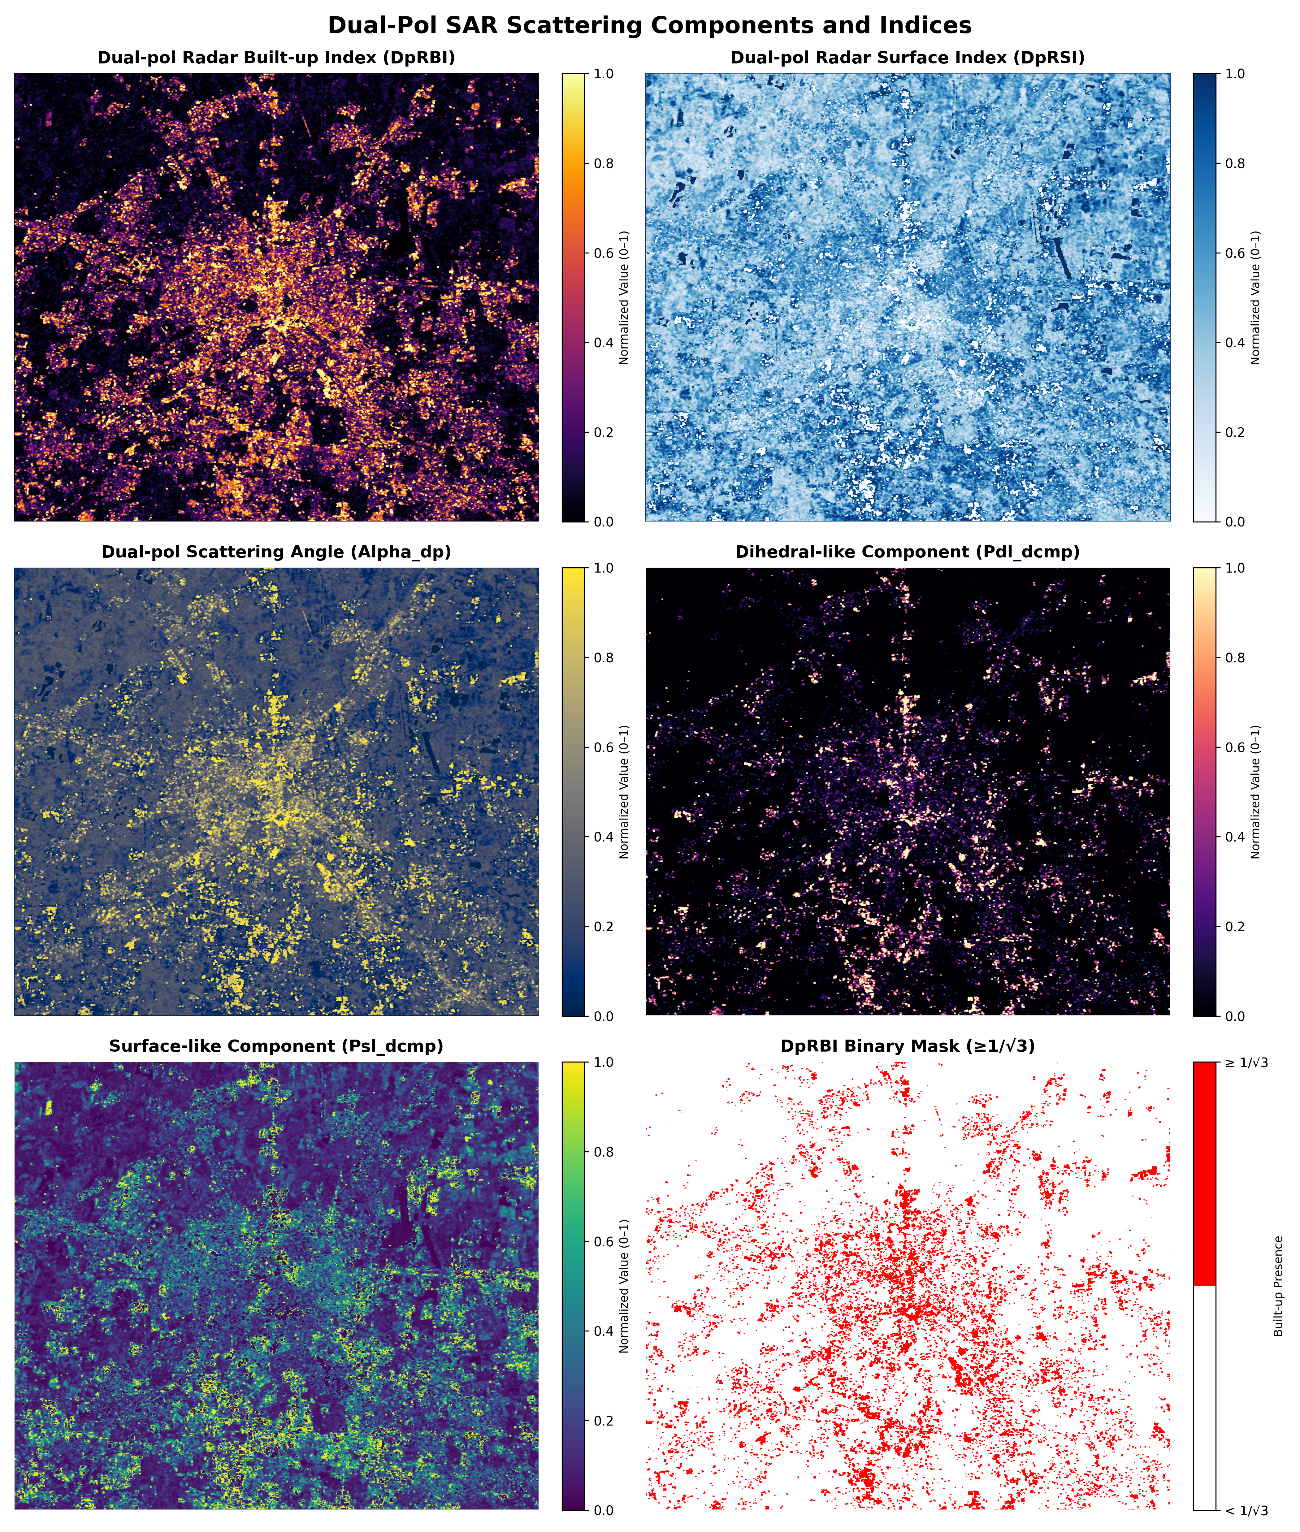 Dual-Pol SAR Scattering Components and Indices
Dual-pol Radar Built-up Index (DpRBI)
1.0
0.8
0.6
0.4
0.2
0.0
Normalized Value (0–1)
Dual-pol Radar Surface Index (DpRSI)
1.0
0.8
0.6
0.4
0.2
0.0
Normalized Value (0–1)
Dual-pol Scattering Angle (Alpha_dp)
1.0
0.8
0.6
0.4
0.2
0.0
Normalized Value (0–1)
Dihedral-like Component (Pdl_dcmp)
1.0
0.8
0.6
0.4
0.2
0.0
Normalized Value (0–1)
Surface-like Component (Psl_dcmp)
1.0
0.8
0.6
0.4
0.2
0.0
Normalized Value (0–1)
DpRBI Binary Mask (≥1/√3)
≥ 1/√3
< 1/√3
Built-up Presence